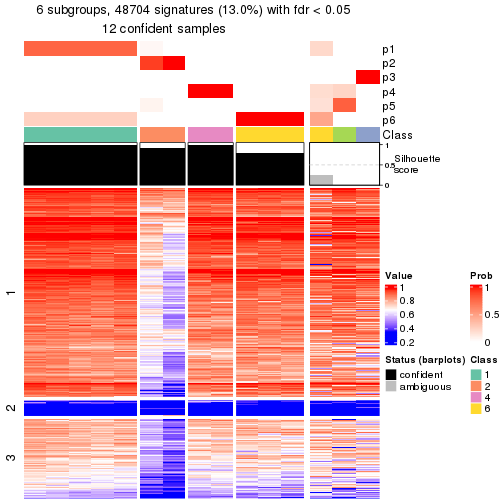 6 subgroups, 48704 signatures (13.0%) with fdr < 0.05
12 confident samples
p1
p2
p3
p4
p5
p6
Class
1
0.5
0
Silhouette
score
1
2
3
Value
1
0.8
0.6
0.4
0.2
Prob
1
0.5
0
Status (barplots)
confident
ambiguous
Class
1
2
4
6